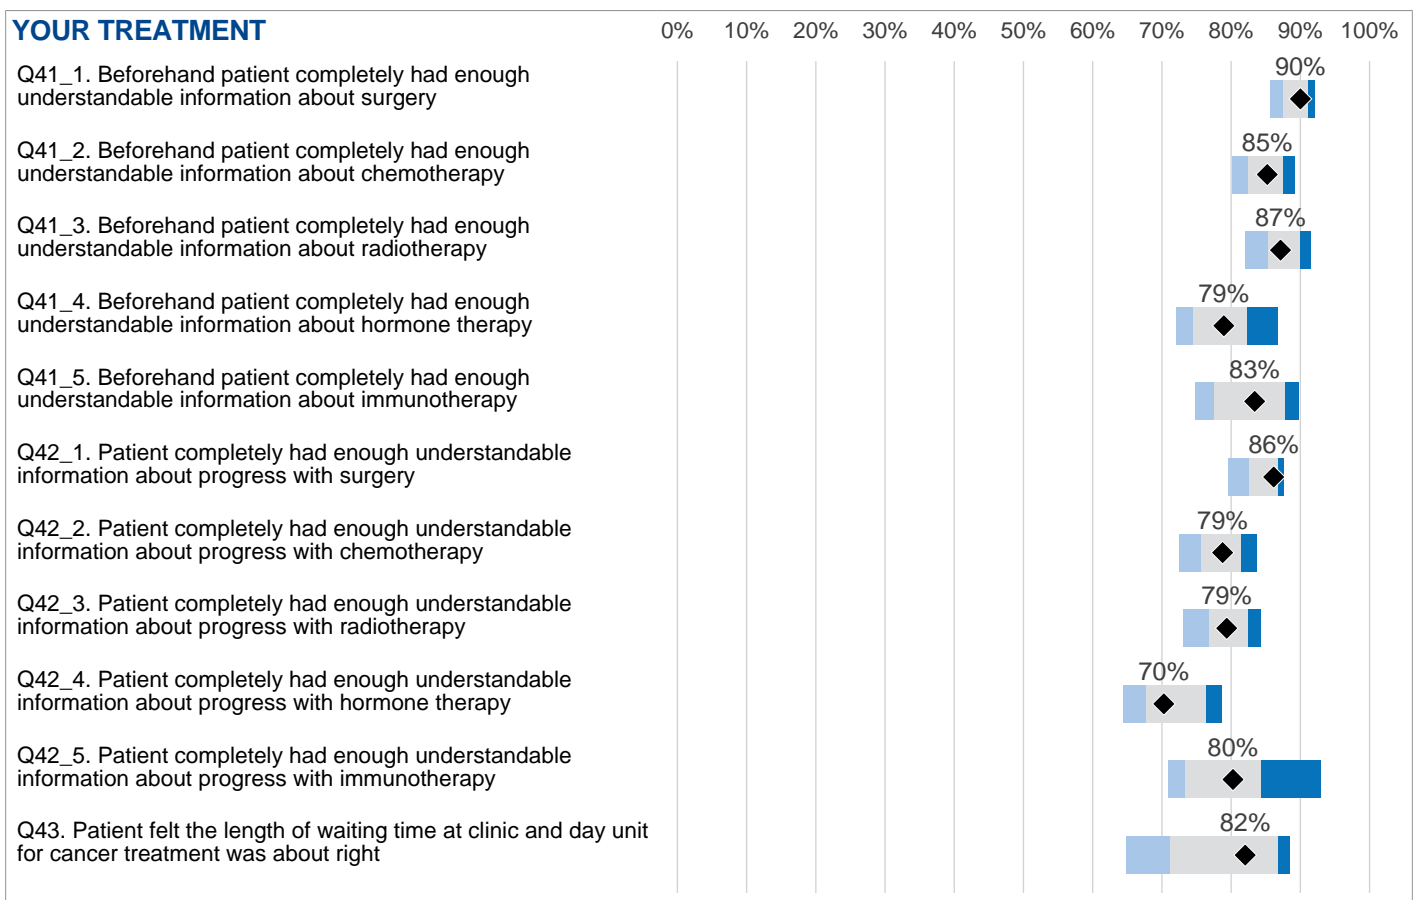 YOUR TREATMENT
0% 10% 20% 30% 40% 50% 60% 70% 80% 90% 100%
Q41_1. Beforehand patient completely had enough
understandable information about surgery
90%
Q41_2. Beforehand patient completely had enough
understandable information about chemotherapy
85%
Q41_3. Beforehand patient completely had enough
understandable information about radiotherapy
87%
Q41_4. Beforehand patient completely had enough
understandable information about hormone therapy
79%
Q41_5. Beforehand patient completely had enough
understandable information about immunotherapy
83%
Q42_1. Patient completely had enough understandable
information about progress with surgery
86%
Q42_2. Patient completely had enough understandable
information about progress with chemotherapy
79%
Q42_3. Patient completely had enough understandable
information about progress with radiotherapy
79%
Q42_4. Patient completely had enough understandable
information about progress with hormone therapy
70%
Q42_5. Patient completely had enough understandable
information about progress with immunotherapy
80%
Q43. Patient felt the length of waiting time at clinic and day unit
for cancer treatment was about right
82%